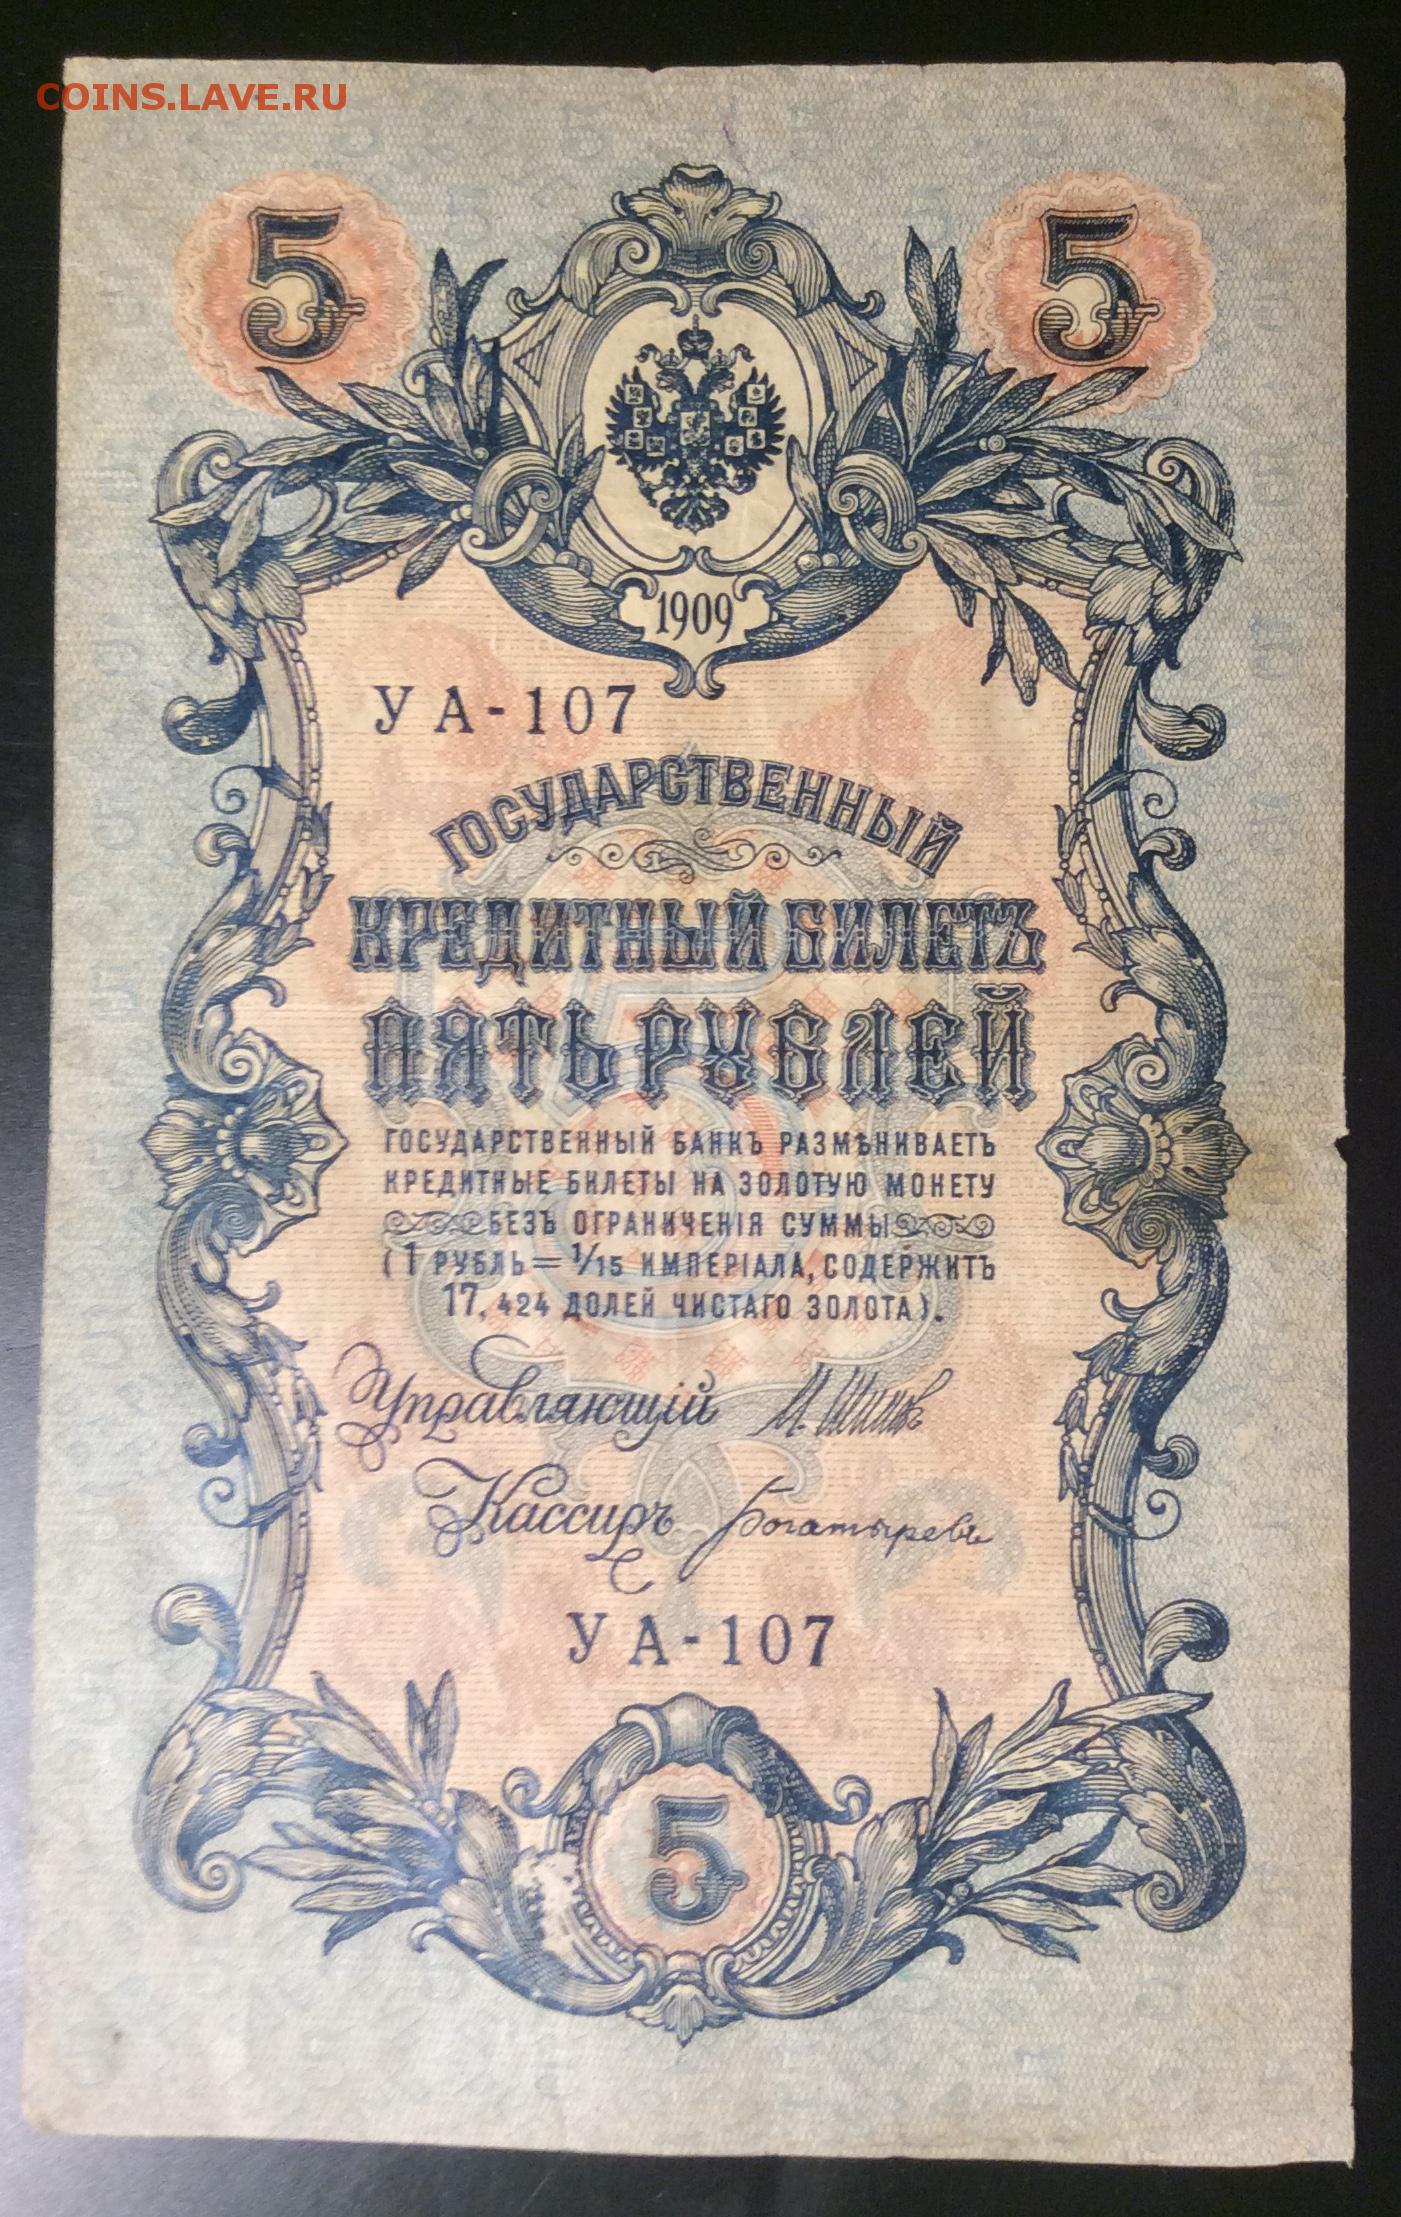 COINS.LAVE.RU
5 5
1909
УА-107
ГОСУДАРСТВЕННЫЙ
КРЕДИТНЫЙ БИЛЕТЪ
ПЯТЬ РУБЛЕЙ
ГОСУДАРСТВЕННЫЙ БАНКЪ РАЗМѢНИВАЕТЪ
КРЕДИТНЫЕ БИЛЕТЫ НА ЗОЛОТУЮ МОНЕТУ
БЕЗЪ ОГРАНИЧЕНІЯ СУММЫ
(1 РУБЛЬ = 1/15 ИМПЕРІАЛА, СОДЕРЖИТЪ
17,424 ДОЛЕЙ ЧИСТАГО ЗОЛОТА).
Управляющій И. Шиповъ
Кассиръ Богатыревъ
УА-107
5